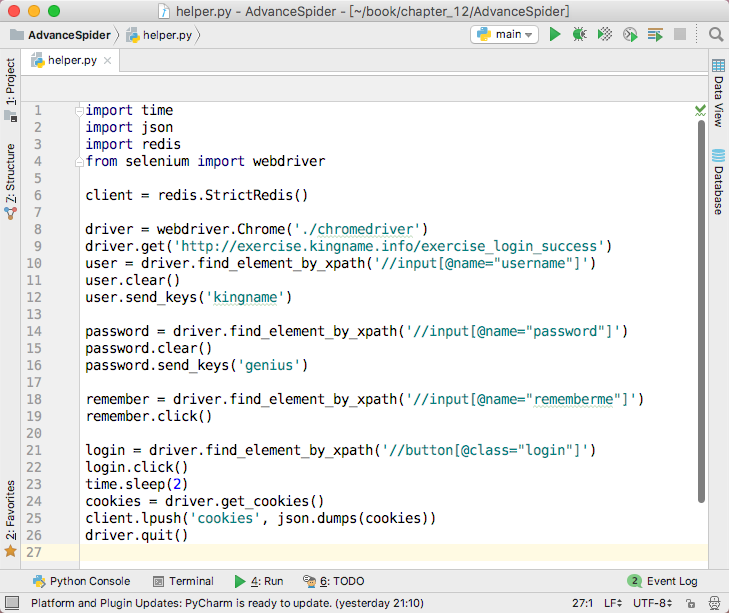 helper.py - AdvanceSpider - [~/book/chapter_12/AdvanceSpider]
AdvanceSpider helper.py main
helper.py
1: Project
7: Structure
2: Favorites
Data View
Database
1 import time
2 import json
3 import redis
4 from selenium import webdriver
5
6 client = redis.StrictRedis()
7
8 driver = webdriver.Chrome('./chromedriver')
9 driver.get('http://exercise.kingname.info/exercise_login_success')
10 user = driver.find_element_by_xpath('//input[@name="username"]')
11 user.clear()
12 user.send_keys('kingname')
13
14 password = driver.find_element_by_xpath('//input[@name="password"]')
15 password.clear()
16 password.send_keys('genius')
17
18 remember = driver.find_element_by_xpath('//input[@name="rememberme"]')
19 remember.click()
20
21 login = driver.find_element_by_xpath('//button[@class="login"]')
22 login.click()
23 time.sleep(2)
24 cookies = driver.get_cookies()
25 client.lpush('cookies', json.dumps(cookies))
26 driver.quit()
27
Python Console Terminal 4: Run 6: TODO 2 Event Log
Platform and Plugin Updates: PyCharm is ready to update. (yesterday 21:10) 27:1 LF UTF-8